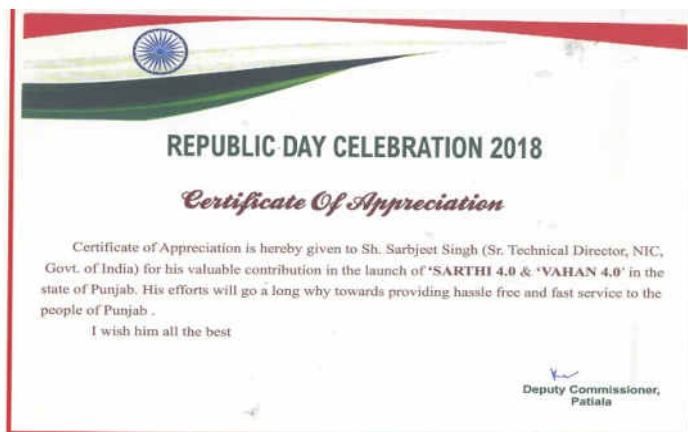 REPUBLIC DAY CELEBRATION 2018
Certificate Of Appreciation
Certificate of Appreciation is hereby given to Sh. Sarbjeet Singh (Sr. Technical Director, NIC,
Govt. of India) for his valuable contribution in the launch of ‘SARTHI 4.0 & ‘VAHAN 4.0’ in the
state of Punjab. His efforts will go a long why towards providing hassle free and fast service to the
people of Punjab .
I wish him all the best
Deputy Commissioner,
Patiala